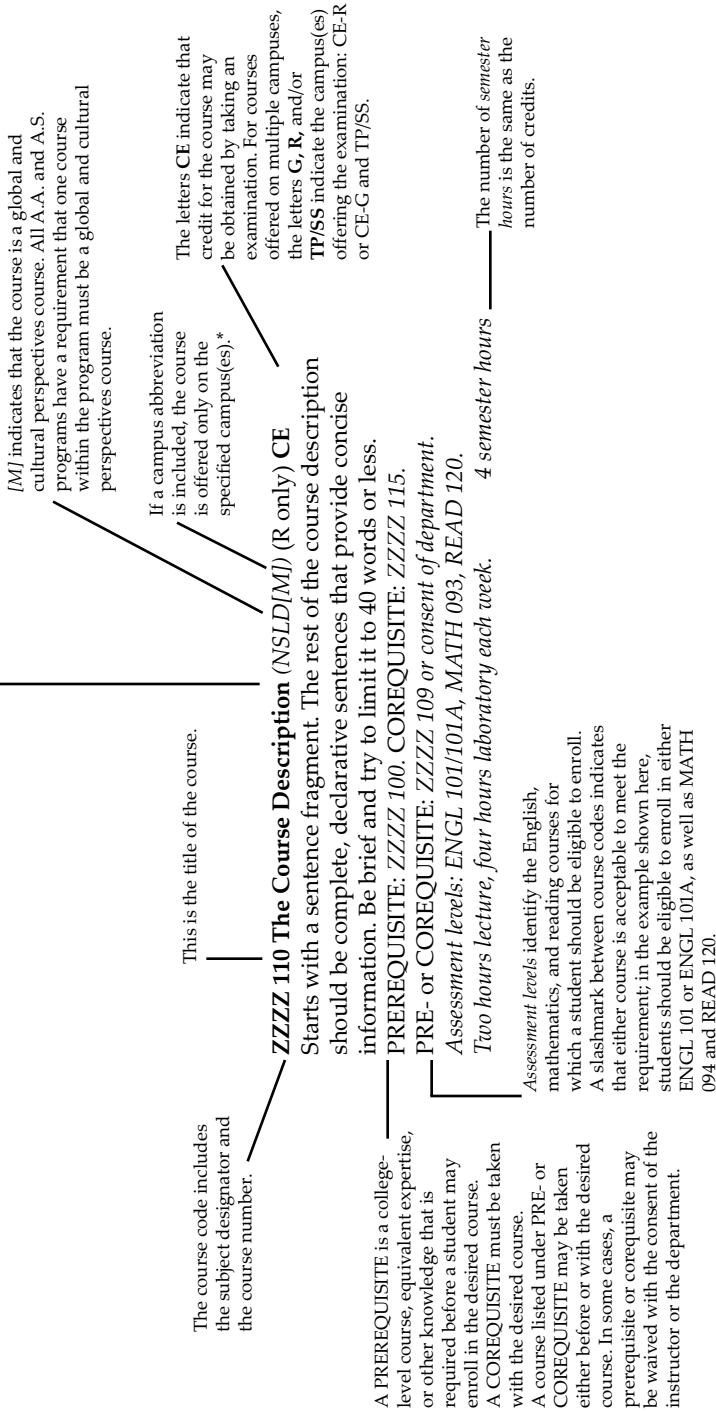 The course code includes
the subject designator and
the course number.
This is the title of the course.
[M] indicates that the course is a global and
cultural perspectives course. All A.A. and A.S.
programs have a requirement that one course
within the program must be a global and cultural
perspectives course.
If a campus abbreviation
is included, the course
is offered only on the
specified campus(es).*
The letters CE indicate that
credit for the course may
be obtained by taking an
examination. For courses
offered on multiple campuses,
the letters G, R, and/or
TP/SS indicate the campus(es)
offering the examination: CE-R
or CE-G and TP/SS.
ZZZZ 110 The Course Description (NSLD[M]) (R only) CE
Starts with a sentence fragment. The rest of the course description
should be complete, declarative sentences that provide concise
information. Be brief and try to limit it to 40 words or less.
PREREQUISITE: ZZZZ 100. COREQUISITE: ZZZZ 115.
PRE- or COREQUISITE: ZZZZ 109 or consent of department.
Assessment levels: ENGL 101/101A, MATH 093, READ 120.
Two hours lecture, four hours laboratory each week. 4 semester hours
The number of semester
hours is the same as the
number of credits.
A PREREQUISITE is a college-
level course, equivalent expertise,
or other knowledge that is
required before a student may
enroll in the desired course.
A COREQUISITE must be taken
with the desired course.
A course listed under PRE- or
COREQUISITE may be taken
either before or with the desired
course. In some cases, a
prerequisite or corequisite may
be waived with the consent of the
instructor or the department.
Assessment levels identify the English,
mathematics, and reading courses for
which a student should be eligible to enroll.
A slashmark between course codes indicates
that either course is acceptable to meet the
requirement; in the example shown here,
students should be eligible to enroll in either
ENGL 101 or ENGL 101A, as well as MATH
094 and READ 120.